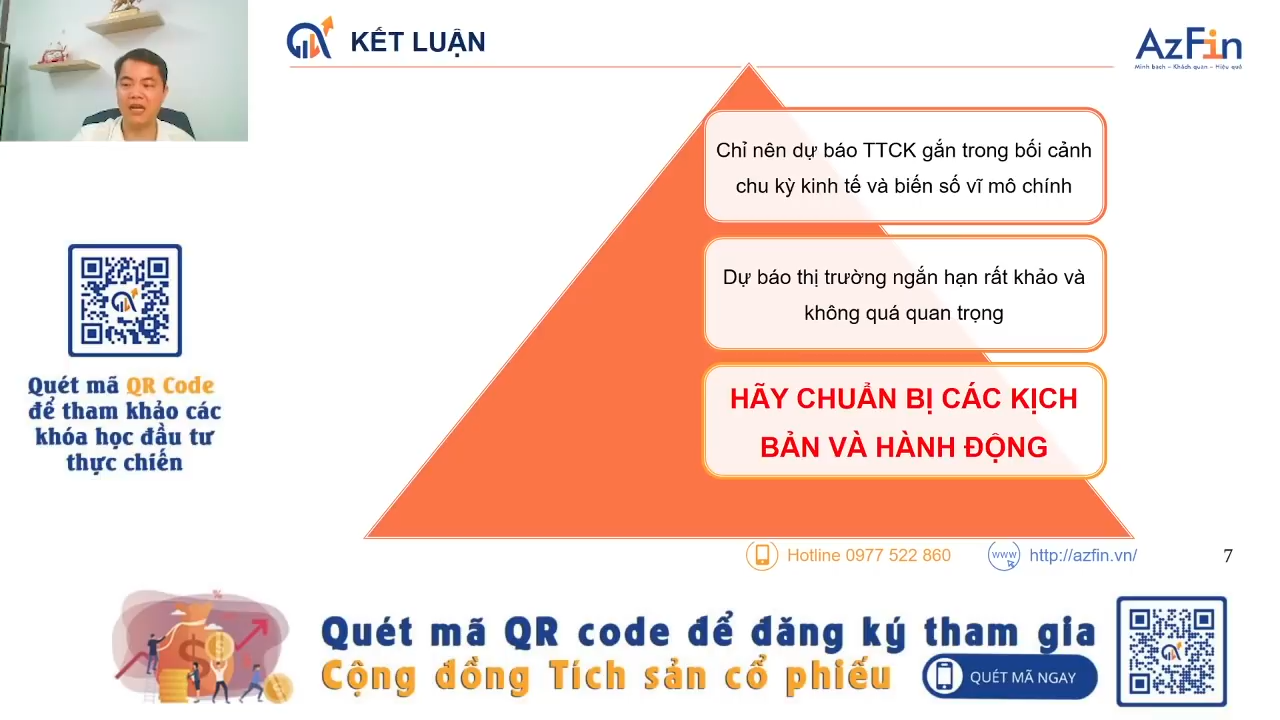 KẾT LUẬN
AzFin
Minh bạch – Khách quan – Hiệu quả
Chỉ nên dự báo TTCK gắn trong bối cảnh
chu kỳ kinh tế và biến số vĩ mô chính
Dự báo thị trường ngắn hạn rất khảo và
không quá quan trọng
HÃY CHUẨN BỊ CÁC KỊCH
BẢN VÀ HÀNH ĐỘNG
Quét mã QR Code
để tham khảo các
khóa học đầu tư
thực chiến
Hotline 0977 522 860
www
http://azfin.vn/
7
Quét mã QR code để đăng ký tham gia
Cộng đồng Tích sản cổ phiếu
QUÉT MÃ NGAY